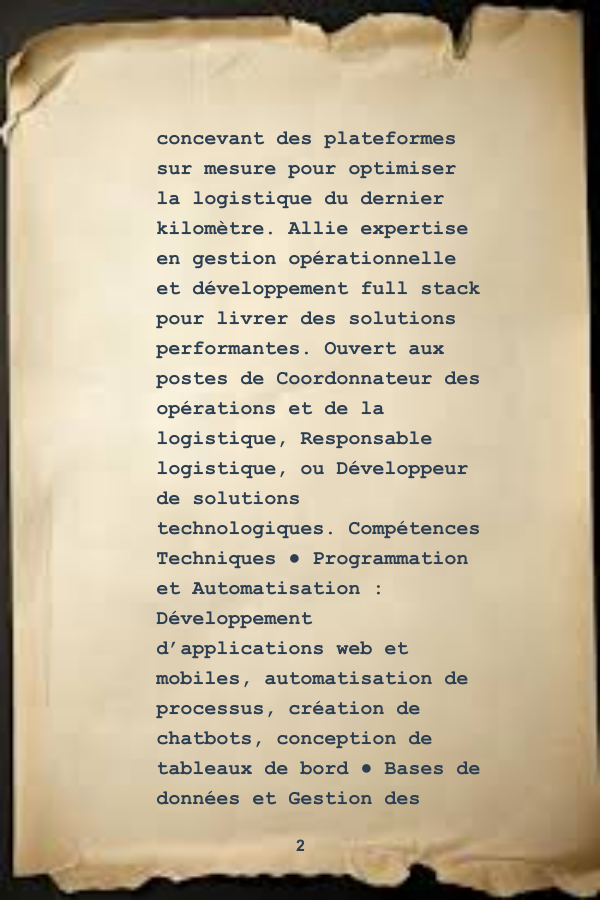 concevant des plateformes
sur mesure pour optimiser
la logistique du dernier
kilomètre. Allie expertise
en gestion opérationnelle
et développement full stack
pour livrer des solutions
performantes. Ouvert aux
postes de Coordonnateur des
opérations et de la
logistique, Responsable
logistique, ou Développeur
de solutions
technologiques. Compétences
Techniques ● Programmation
et Automatisation :
Développement
d’applications web et
mobiles, automatisation de
processus, création de
chatbots, conception de
tableaux de bord ● Bases de
données et Gestion des
2